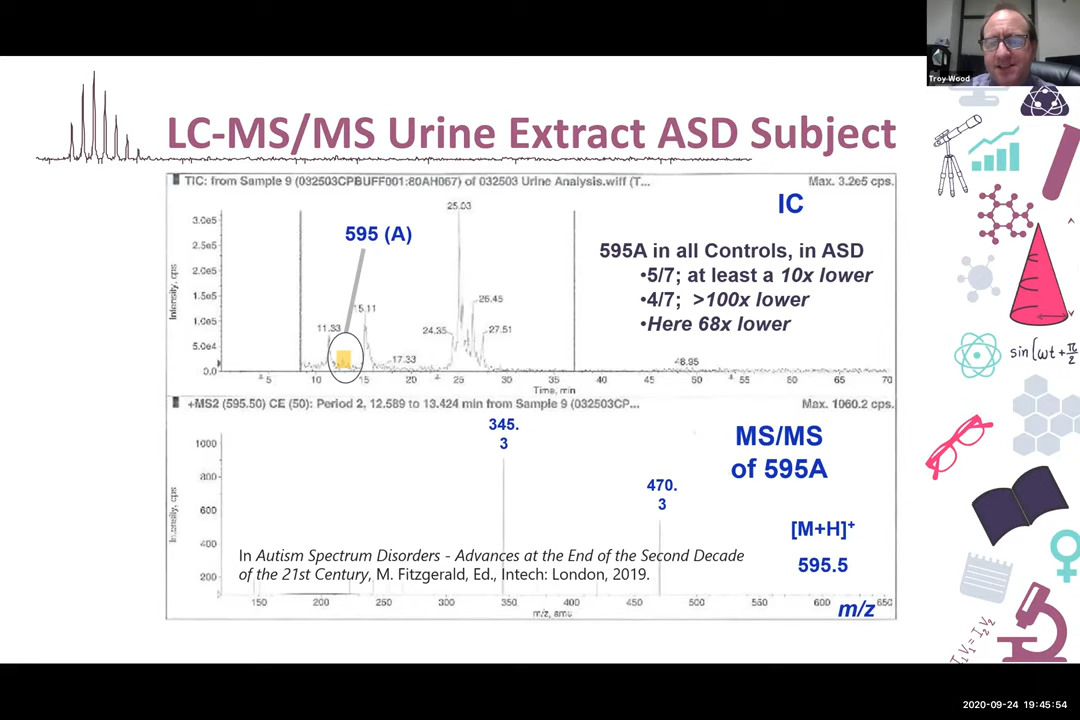 Troy Wood
LC-MS/MS Urine Extract ASD Subject
TIC: from Sample 9 (032503CPBUFF001:80AH067) of 032503 Urine Analysis.wiff (T...
Max. 3.2e5 cps.
IC
595 (A)
595A in all Controls, in ASD
•5/7; at least a 10x lower
•4/7; >100x lower
•Here 68x lower
Intensity, cps
3.0e5
2.5e5
2.0e5
1.5e5
1.0e5
5.0e4
0.0
25.03
15.11
11.33
26.45
24.35
27.51
17.33
48.95
5 10 15 20 25 30 35 40 45 50 55 60 65 70
Time, min
+MS2 (595.50) CE (50): Period 2, 12.589 to 13.424 min from Sample 9 (032503CP...
Max. 1060.2 cps.
345.
3
MS/MS
of 595A
470.
3
[M+H]+
595.5
Intensity, cps
1000
800
600
400
200
In Autism Spectrum Disorders - Advances at the End of the Second Decade
of the 21st Century, M. Fitzgerald, Ed., Intech: London, 2019.
150 200 250 300 350 400 450 500 550 600 650
m/z, amu
m/z
sin(ωt+π/2
I₁V₁=I₂V₂
2020-09-24 19:45:54